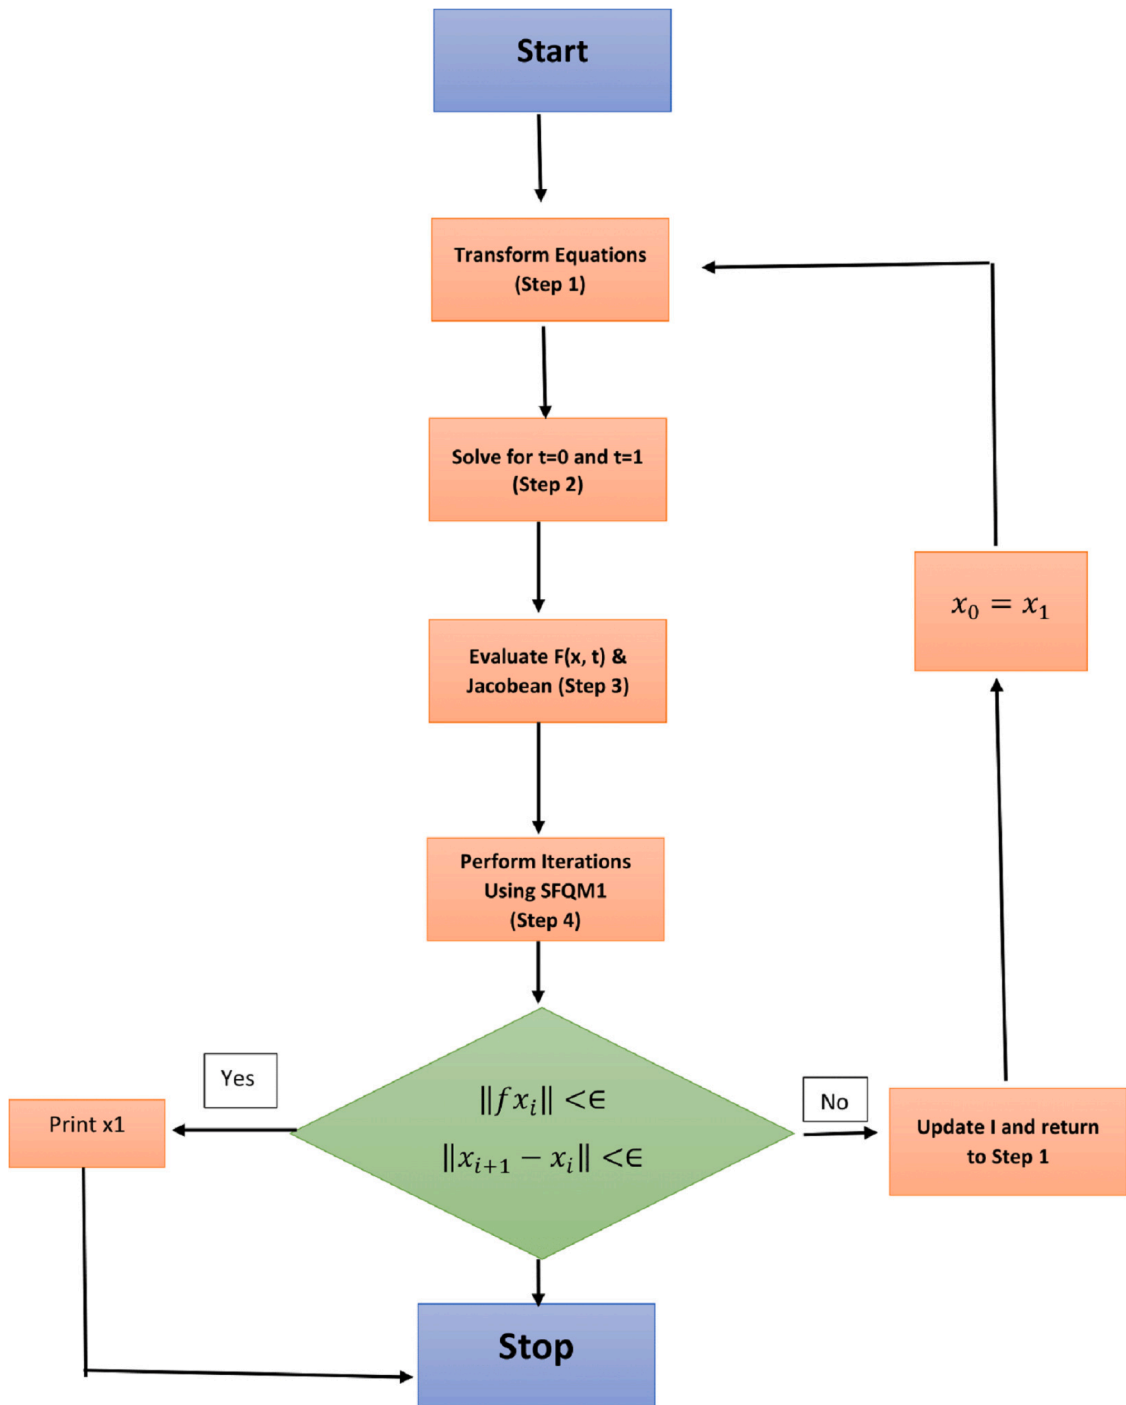 Start
Transform Equations
(Step 1)
Solve for t=0 and t=1
(Step 2)
Evaluate F(x, t) &
Jacobean (Step 3)
x₀ = x₁
Perform Iterations
Using SFQM1
(Step 4)
Yes
‖fxᵢ‖ <∈
‖xᵢ₊₁ − xᵢ‖ <∈
No
Print x1
Update I and return
to Step 1
Stop